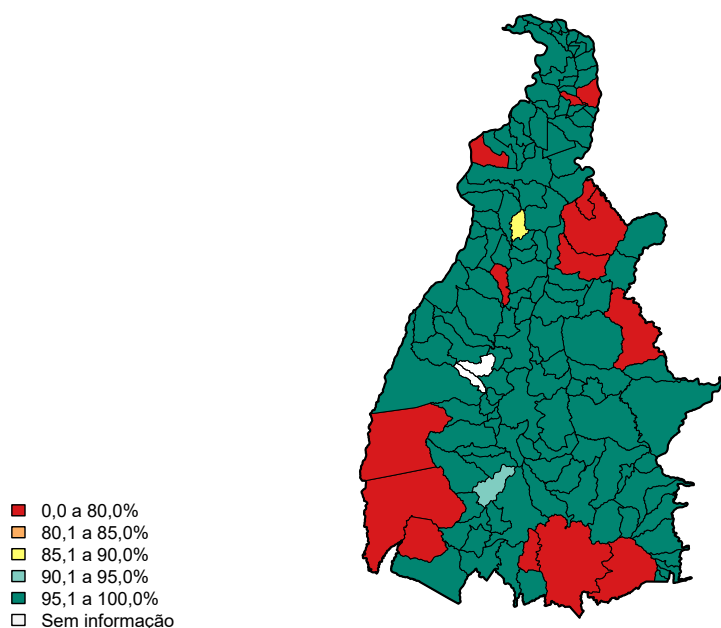 0,0 a 80,0%
80,1 a 85,0%
85,1 a 90,0%
90,1 a 95,0%
95,1 a 100,0%
Sem informação